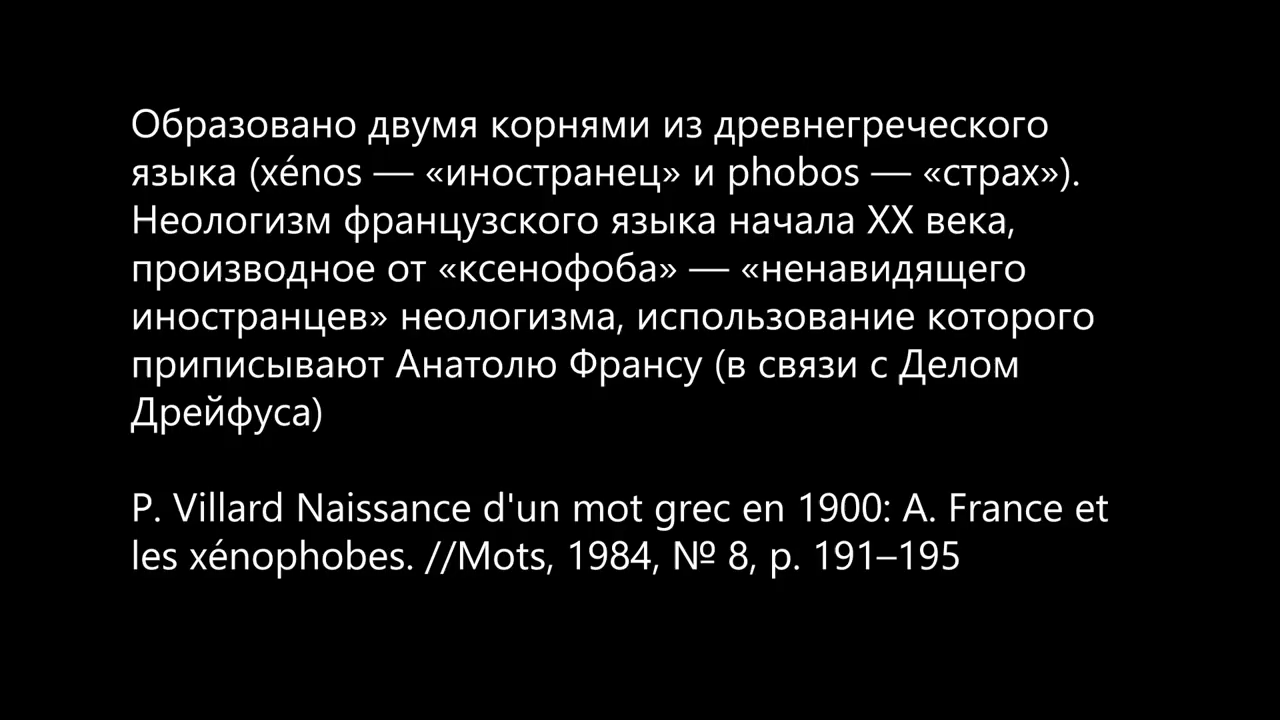 Образовано двумя корнями из древнегреческого
языка (xénos — «иностранец» и phobos — «страх»).
Неологизм французского языка начала XX века,
производное от «ксенофоба» — «ненавидящего
иностранцев» неологизма, использование которого
приписывают Анатолю Франсу (в связи с Делом
Дрейфуса)
P. Villard Naissance d'un mot grec en 1900: A. France et
les xénophobes. //Mots, 1984, № 8, p. 191–195